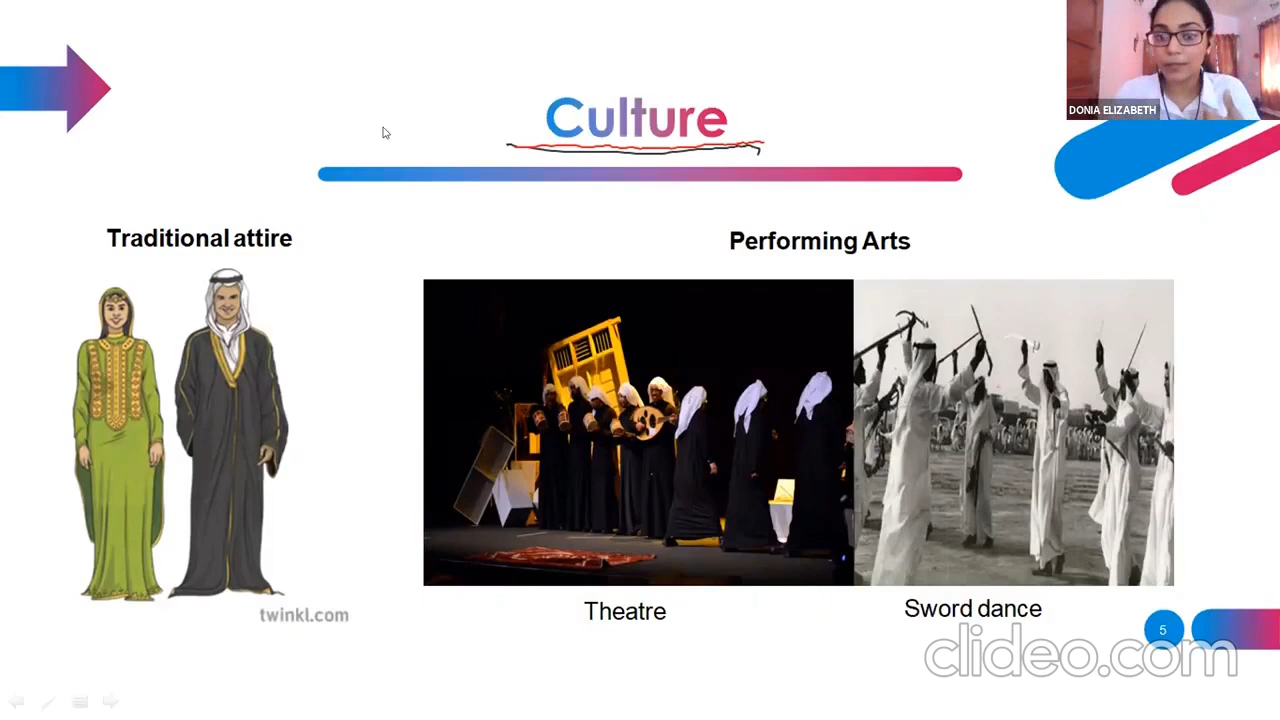 DONIA ELIZABETH
Culture
Traditional attire
Performing Arts
twinkl.com
Theatre
Sword dance
5
clideo.com